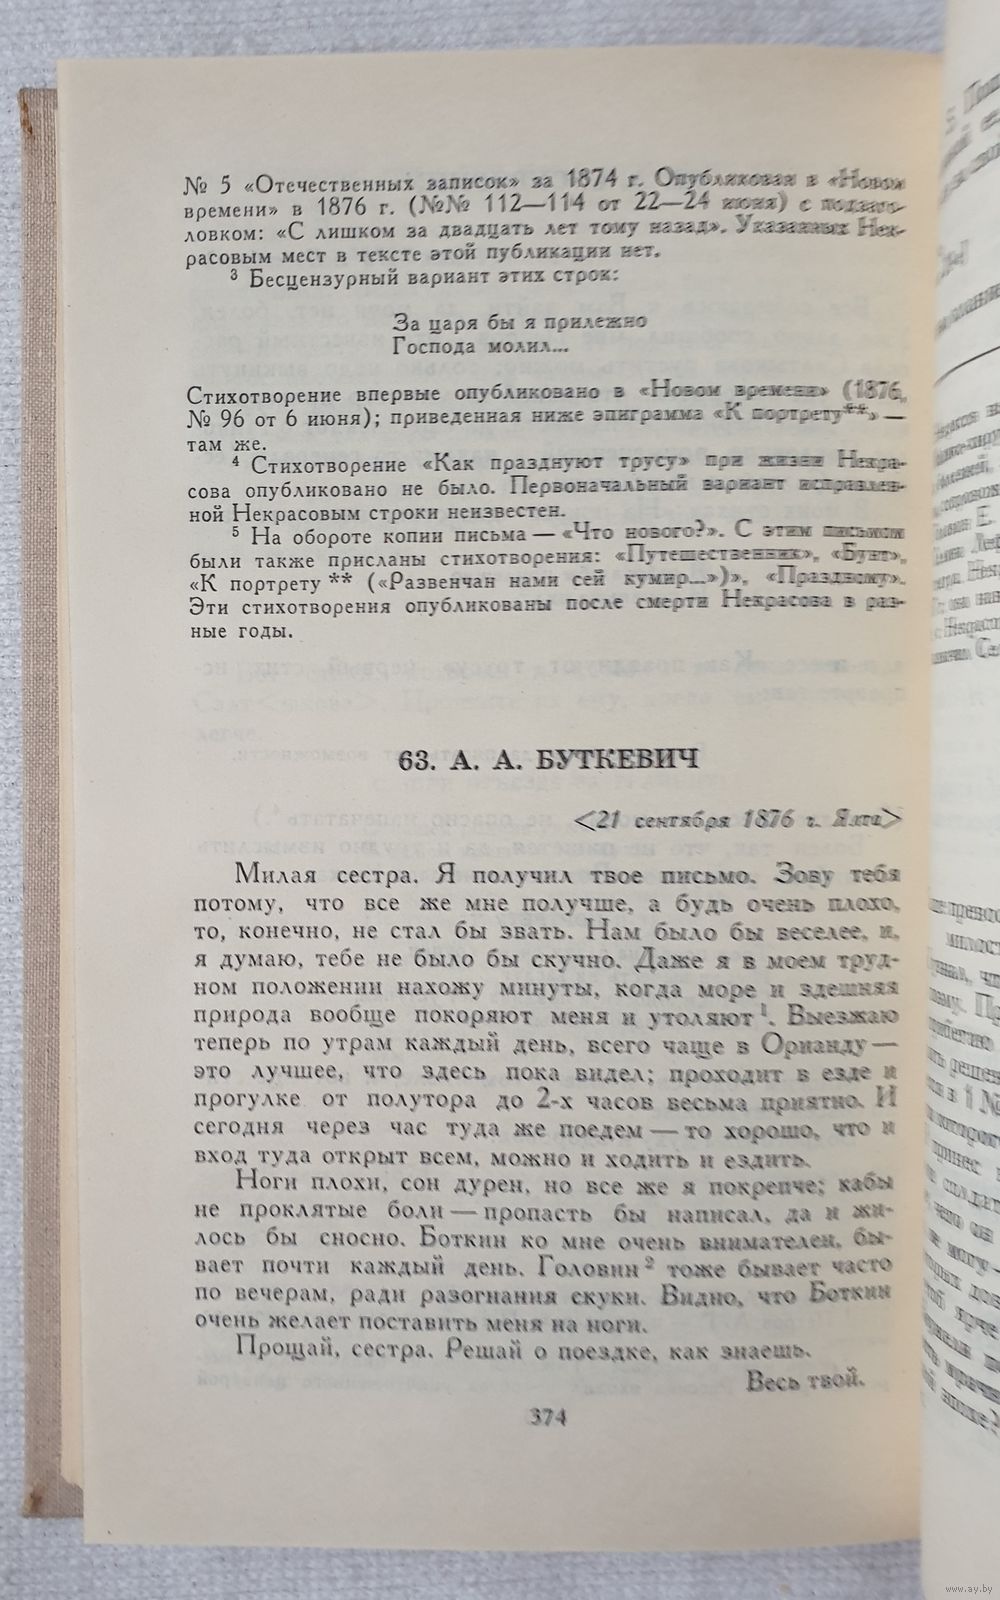 № 5 «Отечественных записок» за 1874 г. Опубликован в «Новом
времени» в 1876 г. (№№ 112—114 от 22—24 июня) с подзаго-
ловком: «С лишком за двадцать лет тому назад». Указанных Нек-
расовым мест в тексте этой публикации нет.
3 Бесцензурный вариант этих строк:
За царя бы я прилежно
Господа молил...
Стихотворение впервые опубликовано в «Новом времени» (1876,
№ 96 от 6 июня); приведенная ниже эпиграмма «К портрету**» —
там же.
4 Стихотворение «Как празднуют трусу» при жизни Некра-
сова опубликовано не было. Первоначальный вариант исправлен-
ной Некрасовым строки неизвестен.
5 На обороте копии письма — «Что нового?». С этим письмом
были также присланы стихотворения: «Путешественник», «Бунт»,
«К портрету ** («Развенчан нами сей кумир...»)», «Праздному».
Эти стихотворения опубликованы после смерти Некрасова в раз-
ные годы.
63. А. А. БУТКЕВИЧ
<21 сентября 1876 г. Ялта>
Милая сестра. Я получил твое письмо. Зову тебя
потому, что все же мне получше, а будь очень плохо,
то, конечно, не стал бы звать. Нам было бы веселее, и,
я думаю, тебе не было бы скучно. Даже я в моем труд-
ном положении нахожу минуты, когда море и здешняя
природа вообще покоряют меня и утоляют 1. Выезжаю
теперь по утрам каждый день, всего чаще в Орианду —
это лучшее, что здесь пока видел; проходит в езде и
прогулке от полутора до 2-х часов весьма приятно. И
сегодня через час туда же поедем — то хорошо, что и
вход туда открыт всем, можно и ходить и ездить.
Ноги плохи, сон дурен, но все же я покрепче; кабы
не проклятые боли — пропасть бы написал, да и жи-
лось бы сносно. Боткин ко мне очень внимателен, бы-
вает почти каждый день. Головин 2 тоже бывает часто
по вечерам, ради разогнания скуки. Видно, что Боткин
очень желает поставить меня на ноги.
Прощай, сестра. Решай о поездке, как знаешь.
Весь твой.
374
www.ay.by